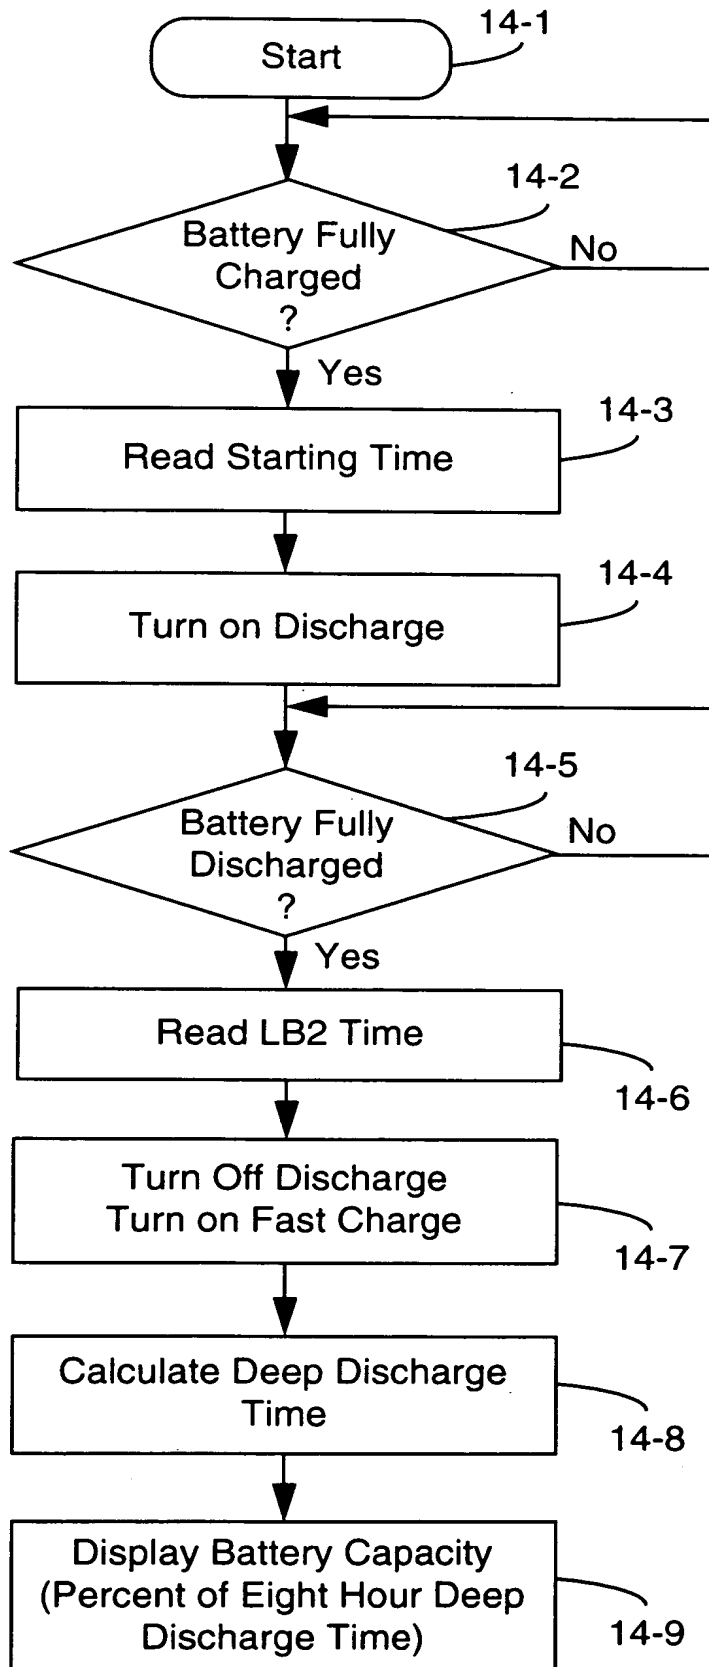 14-1
Start
14-2
Battery Fully
Charged
?
No
Yes
14-3
Read Starting Time
14-4
Turn on Discharge
14-5
Battery Fully
Discharged
?
No
Yes
Read LB2 Time
14-6
Turn Off Discharge
Turn on Fast Charge
14-7
Calculate Deep Discharge
Time
14-8
Display Battery Capacity
(Percent of Eight Hour Deep
Discharge Time)
14-9